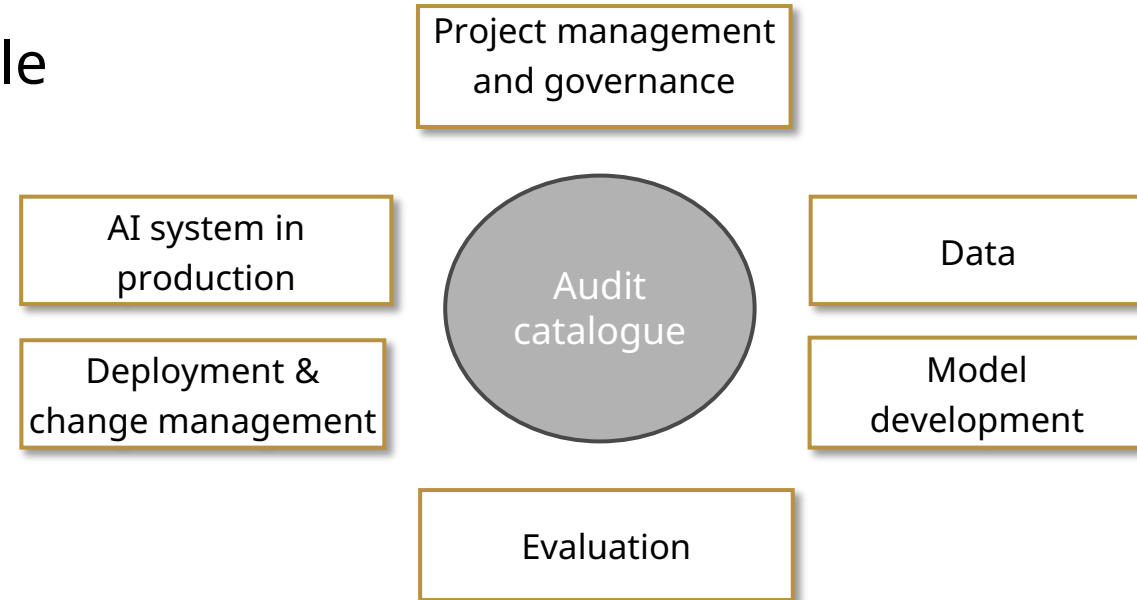 le
Project management
and governance
AI system in
production
Data
Audit
catalogue
Deployment &
change management
Model
development
Evaluation